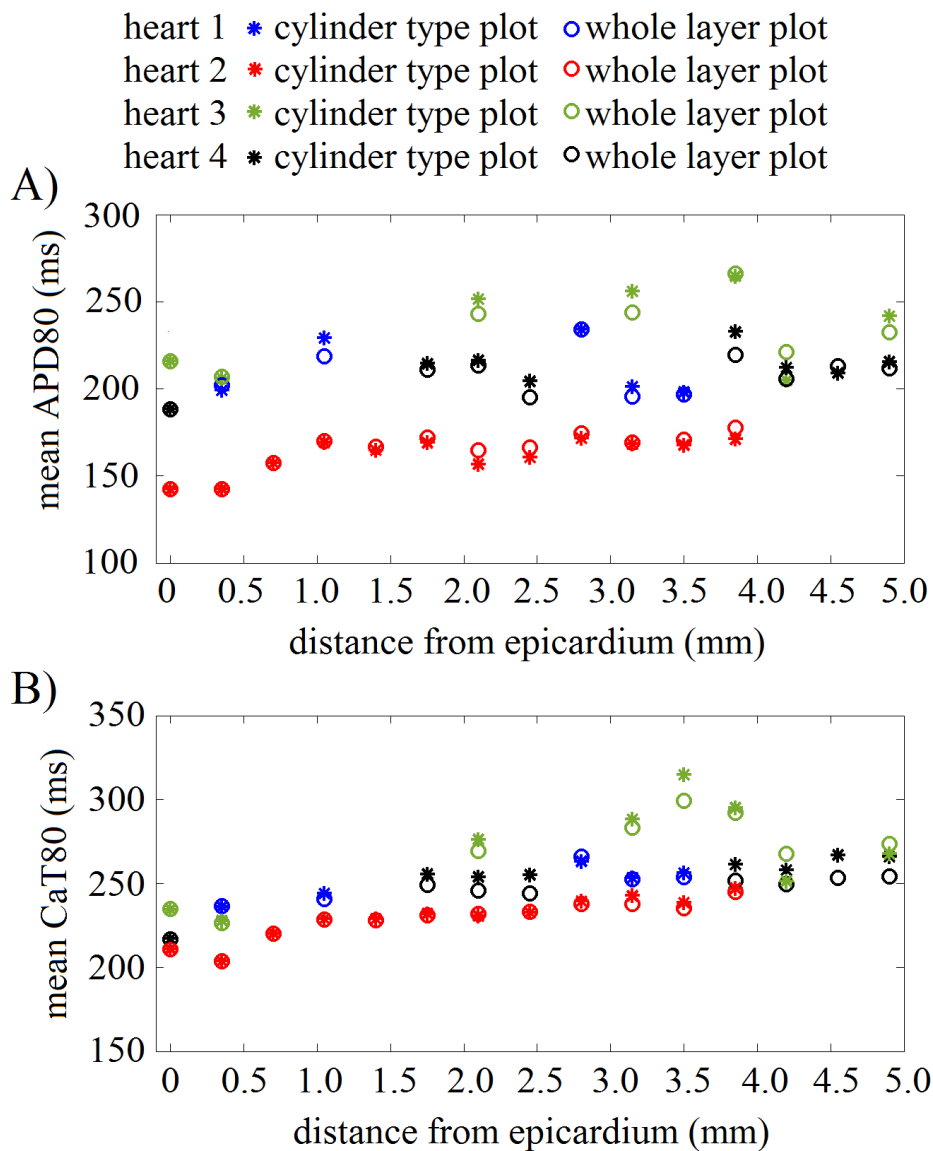 heart 1 * cylinder type plot o whole layer plot
heart 2 * cylinder type plot o whole layer plot
heart 3 * cylinder type plot o whole layer plot
heart 4 * cylinder type plot o whole layer plot
A)
mean APD80 (ms)
300
250
200
150
100
0 0.5 1.0 1.5 2.0 2.5 3.0 3.5 4.0 4.5 5.0
distance from epicardium (mm)
B)
mean CaT80 (ms)
350
300
250
200
150
0 0.5 1.0 1.5 2.0 2.5 3.0 3.5 4.0 4.5 5.0
distance from epicardium (mm)